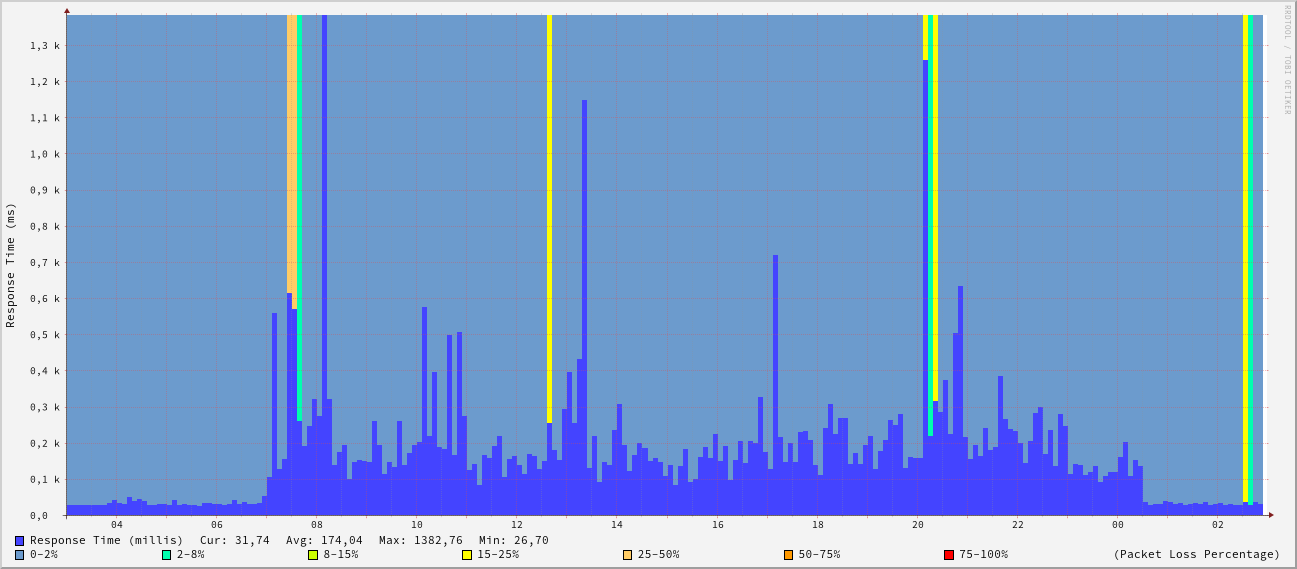 RRDTOOL / TOBI OETIKER
Response Time (ms)
1,3 k
1,2 k
1,1 k
1,0 k
0,9 k
0,8 k
0,7 k
0,6 k
0,5 k
0,4 k
0,3 k
0,2 k
0,1 k
0,0
04 06 08 10 12 14 16 18 20 22 00 02
Response Time (millis) Cur: 31,74 Avg: 174,04 Max: 1382,76 Min: 26,70
0-2% 2-8% 8-15% 15-25% 25-50% 50-75% 75-100% (Packet Loss Percentage)